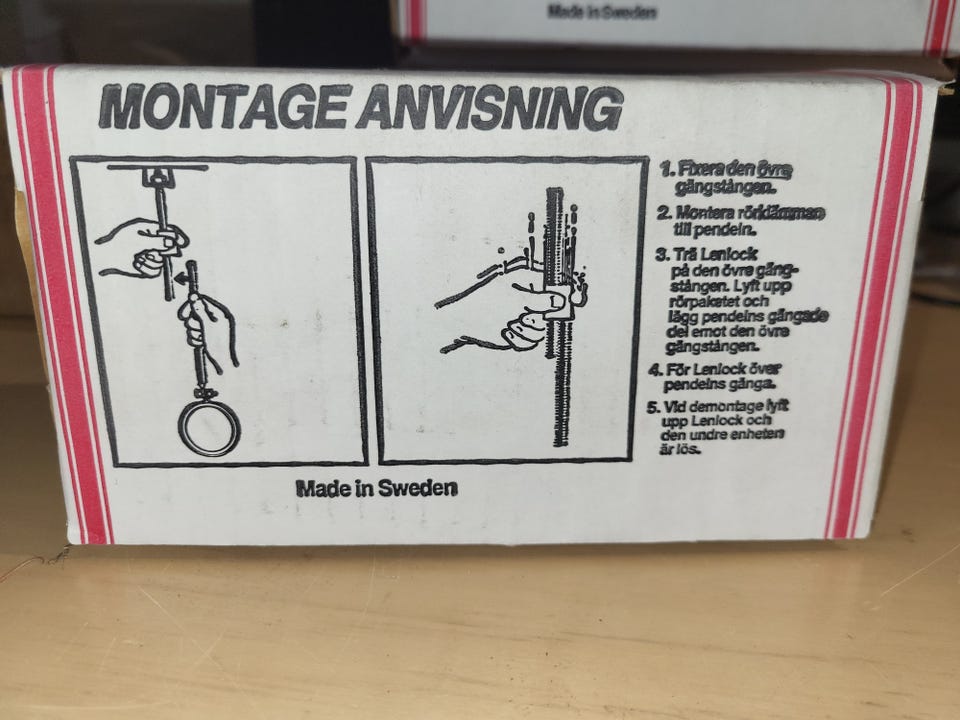 Made in Sweden
MONTAGE ANVISNING
1. Fixera den övre
gängstången.
2. Montera rörklämman
till pendeln.
3. Trä Lenlock
på den övre gäng-
stången. Lyft upp
rörpaketet och
lägg pendelns gängade
del emot den övre
gängstången.
4. För Lenlock över
pendelns gänga.
5. Vid demontage lyft
upp Lenlock och
den undre enheten
är lös.
Made in Sweden